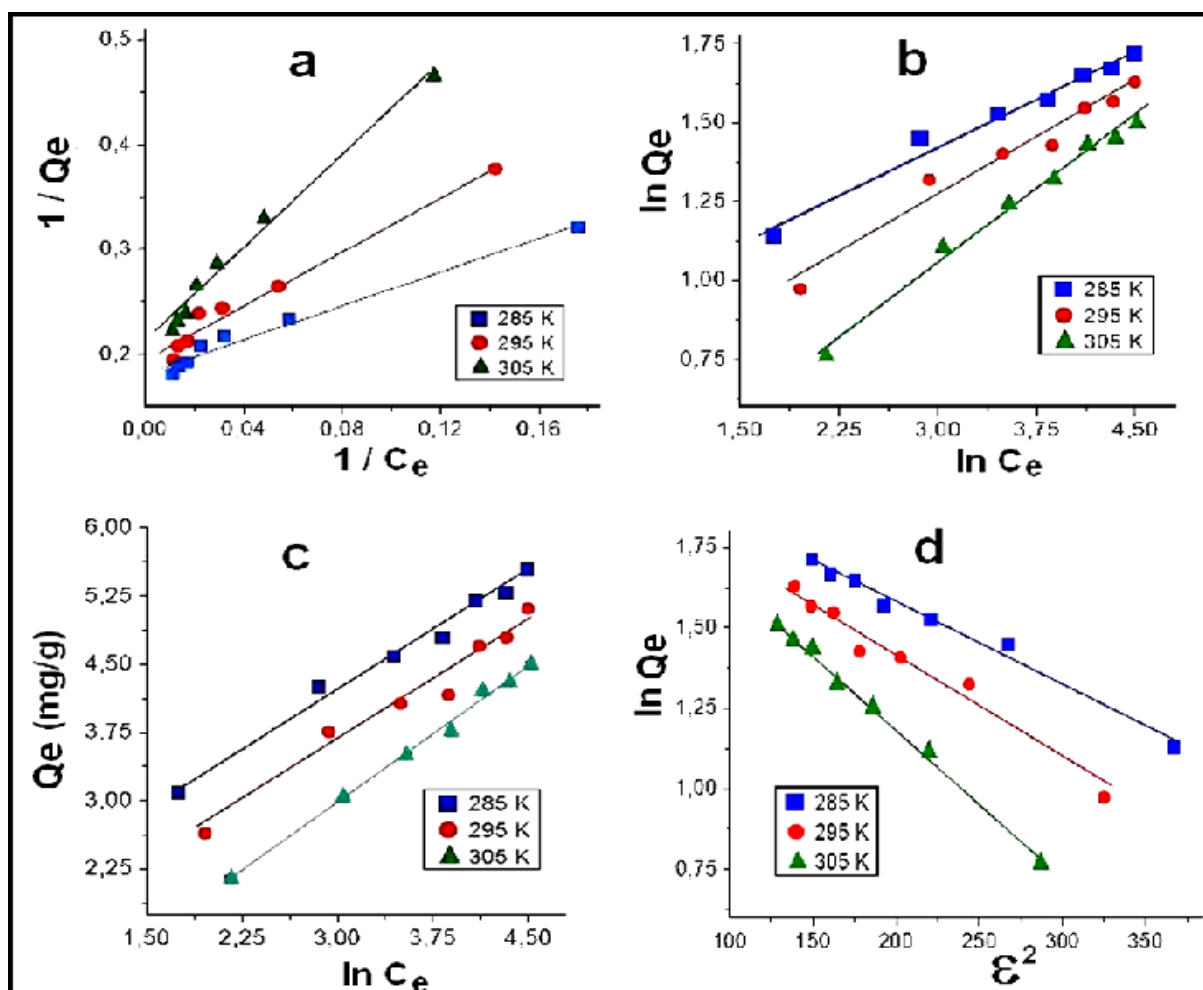 a
0,5
0,4
0,3
0,2
1 / Qe
285 K
295 K
305 K
0,00 0,04 0,08 0,12 0,16
1 / Ce
b
1,75
1,50
1,25
1,00
0,75
ln Qe
285 K
295 K
305 K
1,50 2,25 3,00 3,75 4,50
ln Ce
c
6,00
5,25
4,50
3,75
3,00
2,25
Qe (mg/g)
285 K
295 K
305 K
1,50 2,25 3,00 3,75 4,50
ln Ce
d
1,75
1,50
1,25
1,00
0,75
ln Qe
285 K
295 K
305 K
100 150 200 250 300 350
ε²